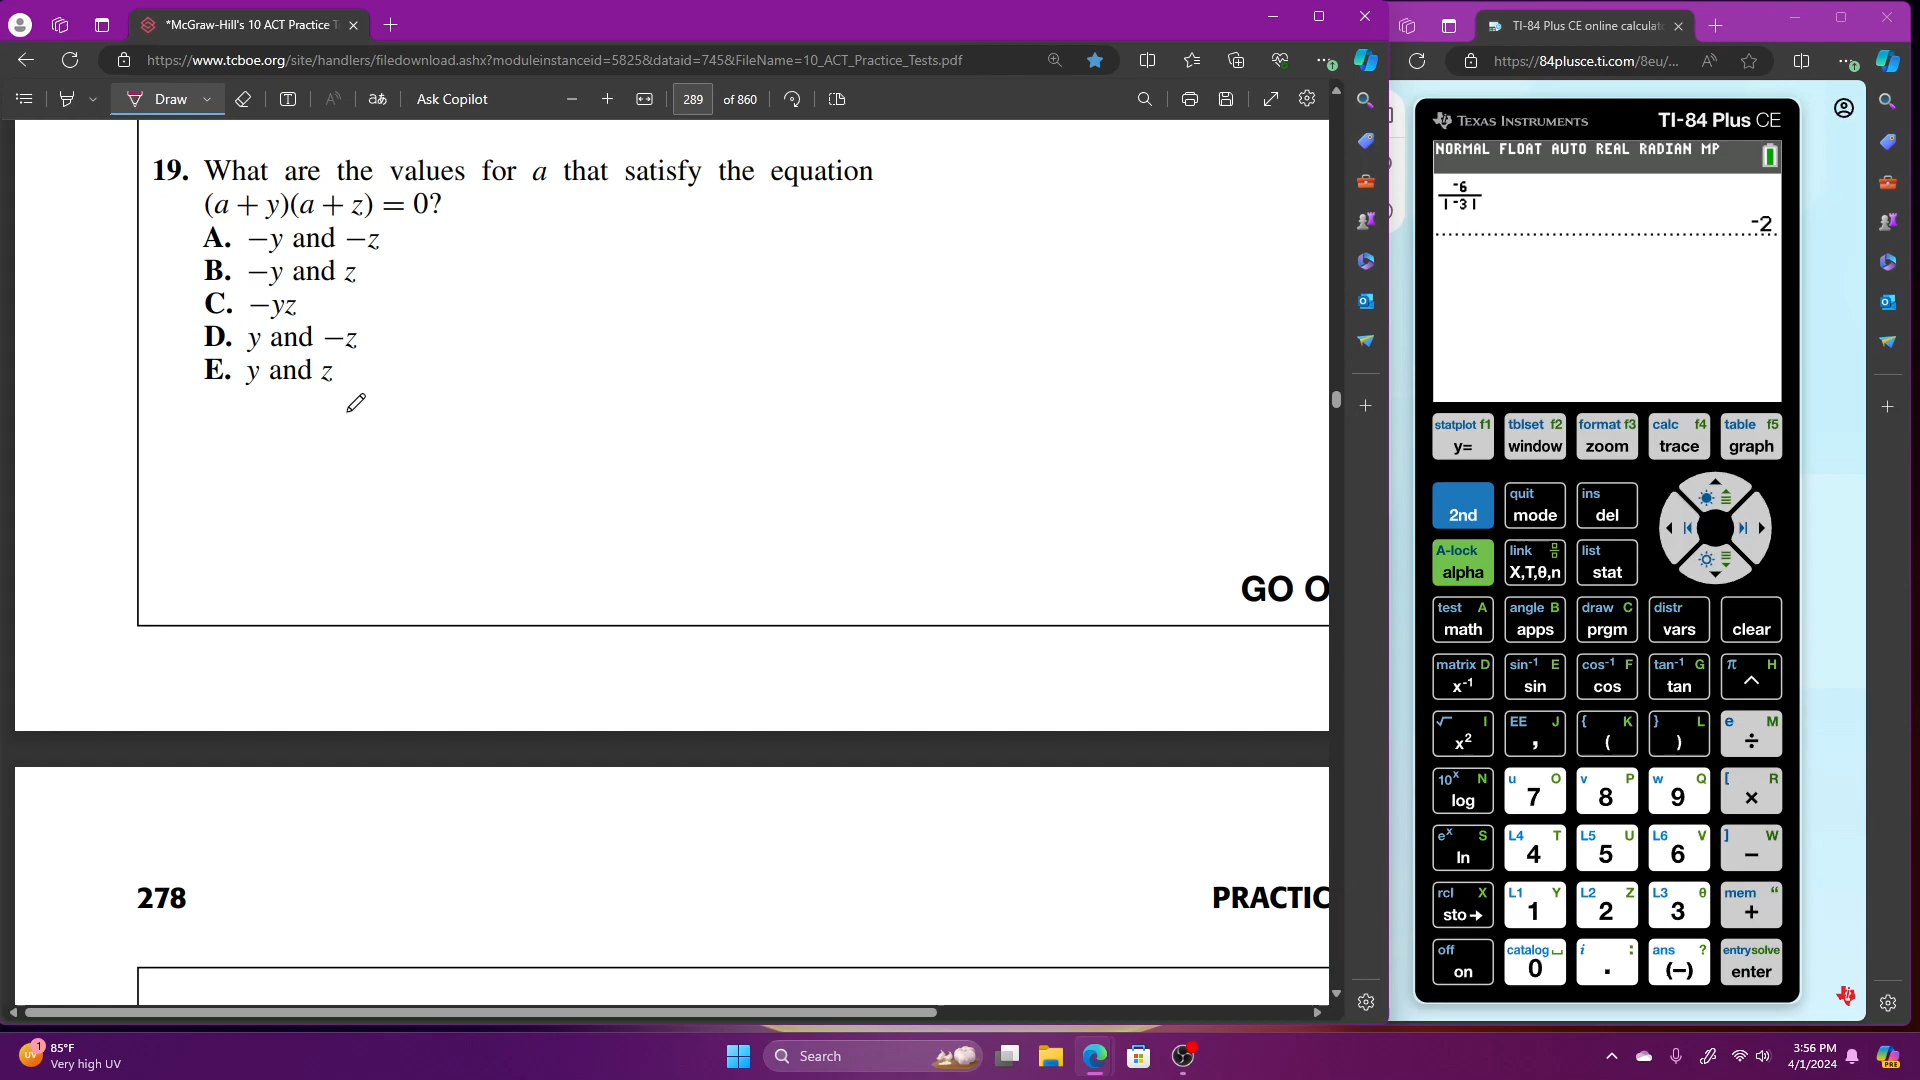 *McGraw-Hill's 10 ACT Practice T
https://www.tcboe.org/site/handlers/filedownload.ashx?moduleinstanceid=5825&dataid=745&FileName=10_ACT_Practice_Tests.pdf
Draw
Ask Copilot
289 of 860
19. What are the values for a that satisfy the equation
(a + y)(a + z) = 0?
A. −y and −z
B. −y and z
C. −yz
D. y and −z
E. y and z
GO O
278
PRACTIC
TI-84 Plus CE online calculat
https://84plusce.ti.com/8eu/...
TEXAS INSTRUMENTS TI-84 Plus CE
NORMAL FLOAT AUTO REAL RADIAN MP
-6
|-3|
-2
statplot f1 tblset f2 format f3 calc f4 table f5
y= window zoom trace graph
quit ins
2nd mode del
A-lock link list
alpha X,T,θ,n stat
test A angle B draw C distr
math apps prgm vars clear
matrix D sin-1 E cos-1 F tan-1 G π H
x-1 sin cos tan ^
√ I EE J { K } L e M
x2 , ( ) ÷
10x N u O v P w Q [ R
log 7 8 9 ×
ex S L4 T L5 U L6 V ] W
ln 4 5 6 −
rcl X L1 Y L2 Z L3 θ mem "
sto→ 1 2 3 +
off catalog i : ans ? entry solve
on 0 . (−) enter
1
85°F
Very high UV
Search
3:56 PM
4/1/2024
PRE